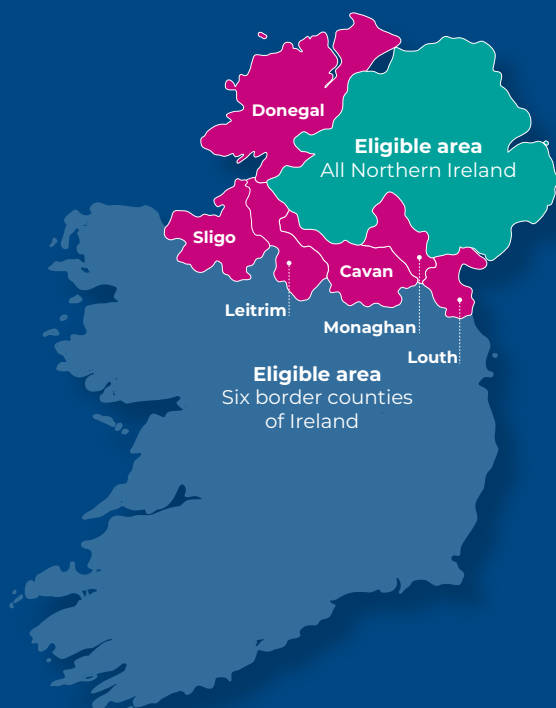 Donegal
Eligible area
All Northern Ireland
Sligo
Cavan
Leitrim
Monaghan
Louth
Eligible area
Six border counties
of Ireland